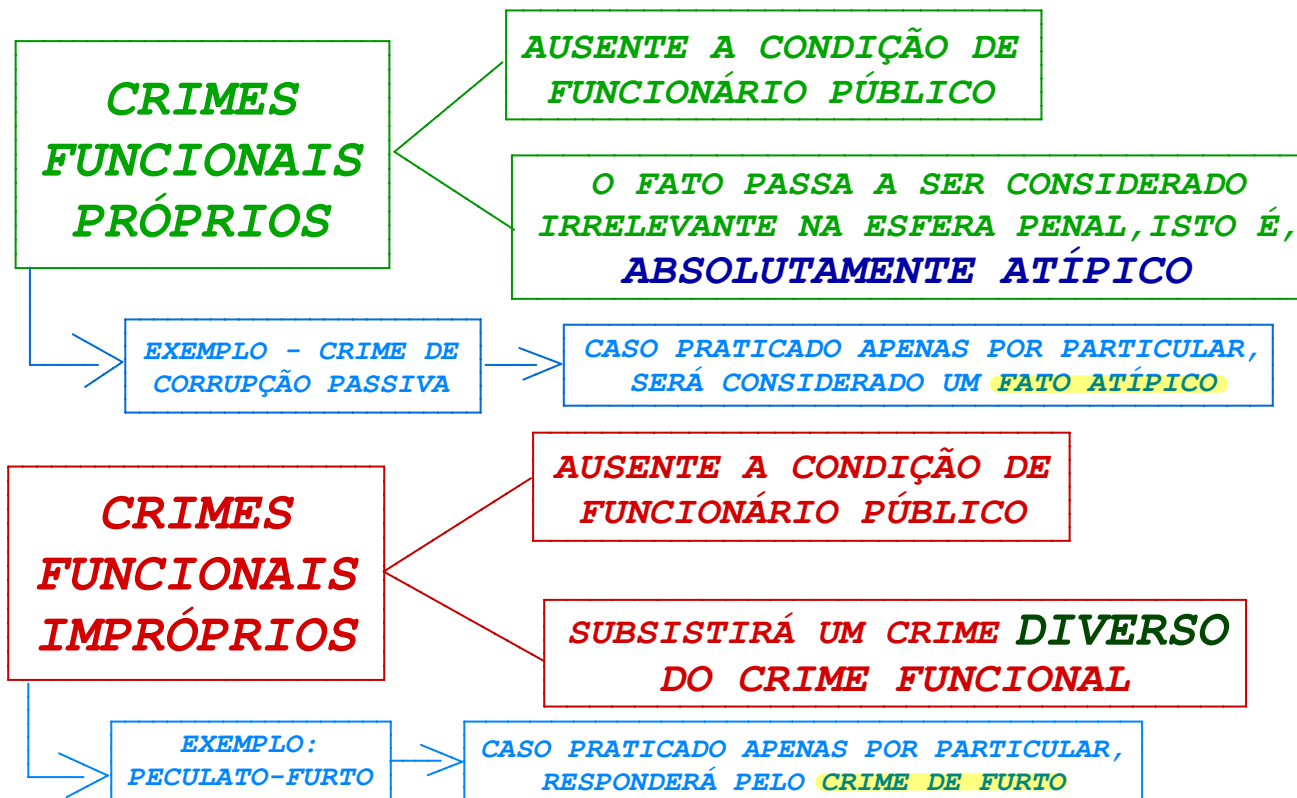 CRIMES
FUNCIONAIS
PRÓPRIOS
AUSENTE A CONDIÇÃO DE
FUNCIONÁRIO PÚBLICO
O FATO PASSA A SER CONSIDERADO
IRRELEVANTE NA ESFERA PENAL,ISTO É,
ABSOLUTAMENTE ATÍPICO
EXEMPLO - CRIME DE
CORRUPÇÃO PASSIVA
CASO PRATICADO APENAS POR PARTICULAR,
SERÁ CONSIDERADO UM FATO ATÍPICO
CRIMES
FUNCIONAIS
IMPRÓPRIOS
AUSENTE A CONDIÇÃO DE
FUNCIONÁRIO PÚBLICO
SUBSISTIRÁ UM CRIME DIVERSO
DO CRIME FUNCIONAL
EXEMPLO:
PECULATO-FURTO
CASO PRATICADO APENAS POR PARTICULAR,
RESPONDERÁ PELO CRIME DE FURTO